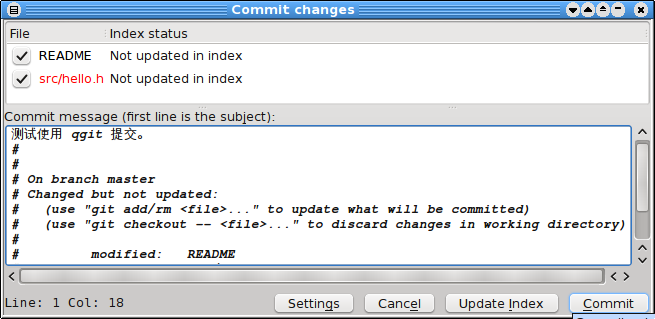 Commit changes
File Index status
README Not updated in index
src/hello.h Not updated in index
Commit message (first line is the subject):
测试使用 qgit 提交。
#
#
# On branch master
# Changed but not updated:
#   (use "git add/rm <file>..." to update what will be committed)
#   (use "git checkout -- <file>..." to discard changes in working directory)
#
#         modified:   README
Line: 1 Col: 18 Settings Cancel Update Index Commit